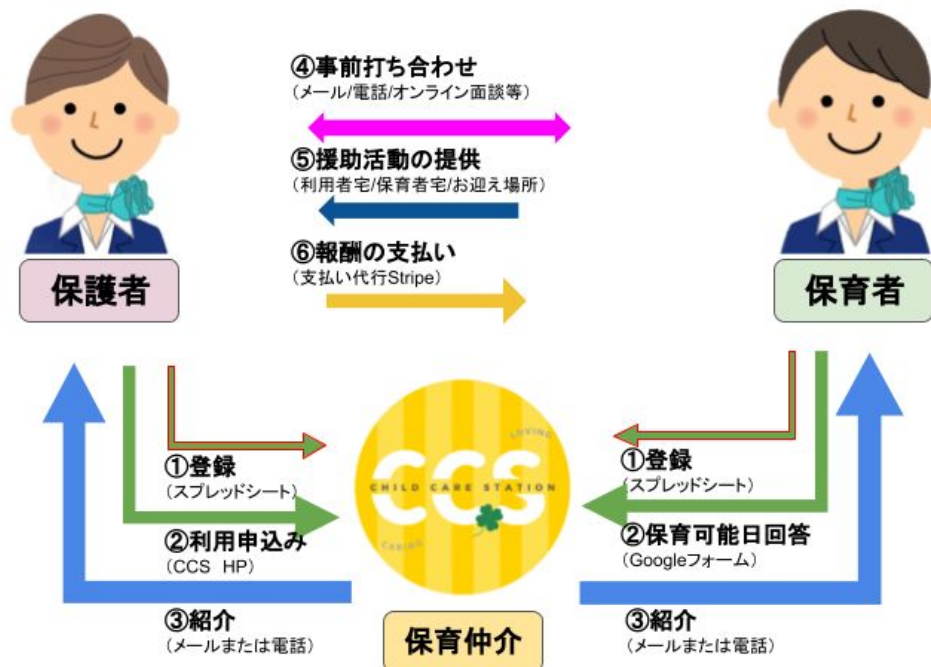 ④事前打ち合わせ
（メール/電話/オンライン面談等）
⑤援助活動の提供
（利用者宅/保育者宅/お迎え場所）
⑥報酬の支払い
（支払い代行Stripe）
保護者
保育者
①登録
（スプレッドシート）
②利用申込み
（CCS HP）
③紹介
（メールまたは電話）
LOVING
CCS
CHILD CARE STATION
CARING
保育仲介
①登録
（スプレッドシート）
②保育可能日回答
（Googleフォーム）
③紹介
（メールまたは電話）